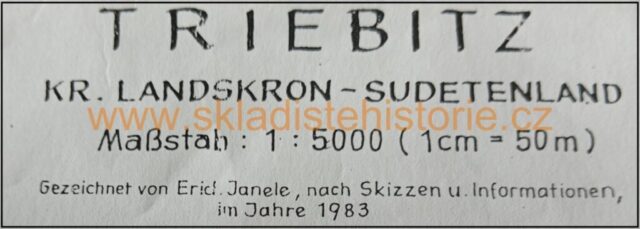 TRIEBITZ
KR. LANDSKRON - SUDETENLAND
www.skladistehistorie.cz
Maßstab : 1 : 5000 ( 1cm = 50m )
Gezeichnet von Erich Janele, nach Skizzen u. Informationen,
im Jahre 1983